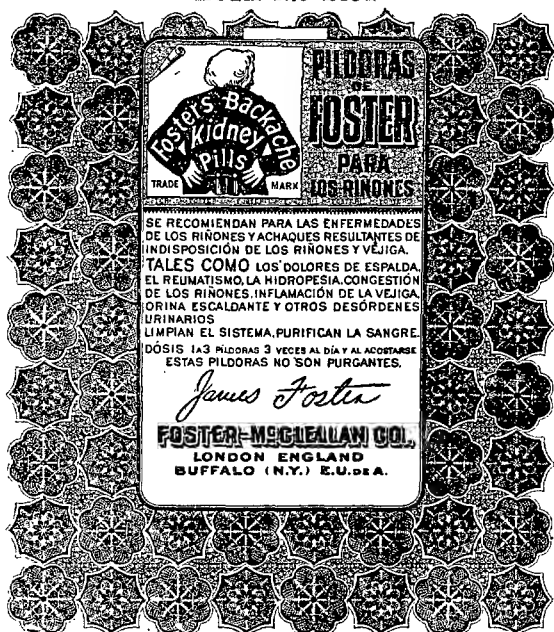 Foster's Backache
Kidney
Pills
TRADE MARK
PILDORAS
DE
FOSTER
PARA
LOS RIÑONES
SE RECOMIENDAN PARA LAS ENFERMEDADES
DE LOS RIÑONES Y ACHAQUES RESULTANTES DE
INDISPOSICIÓN DE LOS RIÑONES Y VÉJIGA.
TALES COMO LOS DOLORES DE ESPALDA,
EL REUMATISMO, LA HIDROPESIA, CONGESTIÓN
DE LOS RIÑONES, INFLAMACIÓN DE LA VEJIGA,
ORINA ESCALDANTE Y OTROS DESÓRDENES
URINARIOS
LIMPIAN EL SISTEMA, PURIFICAN LA SANGRE.
DÓSIS 1 A 3 PILDORAS 3 VECES AL DÍA Y AL ACOSTARSE
ESTAS PILDORAS NO SON PURGANTES.
James Foster
FOSTER-McCLELLAN CO.,
LONDON ENGLAND
BUFFALO (N.Y.) E.U. DE A.